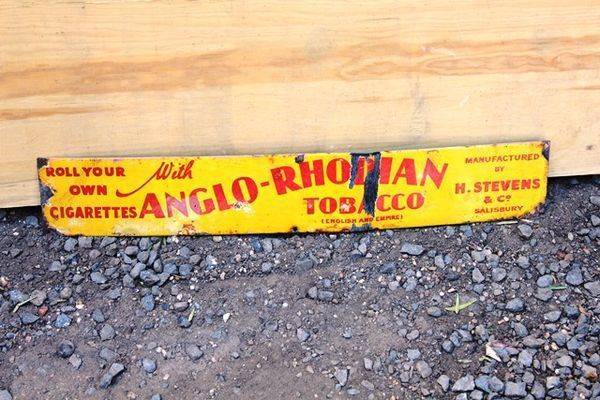 ROLL YOUR
OWN
CIGARETTES
With
ANGLO-RHODIAN
TOBACCO
(ENGLISH AND EMPIRE)
MANUFACTURED
BY
H. STEVENS
& Co
SALISBURY